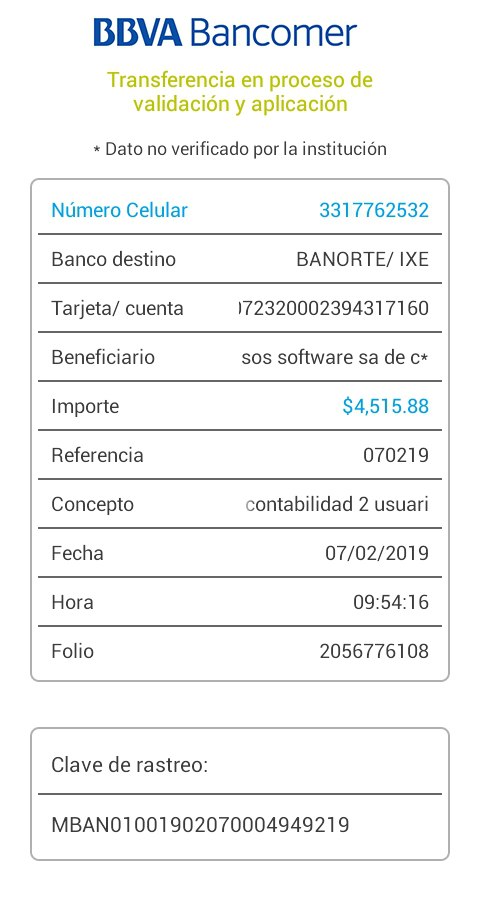 BBVA Bancomer
Transferencia en proceso de
validación y aplicación
* Dato no verificado por la institución
Número Celular 3317762532
Banco destino BANORTE/ IXE
Tarjeta/ cuenta 072320002394317160
Beneficiario sos software sa de c*
Importe $4,515.88
Referencia 070219
Concepto contabilidad 2 usuari
Fecha 07/02/2019
Hora 09:54:16
Folio 2056776108
Clave de rastreo:
MBAN01001902070004949219